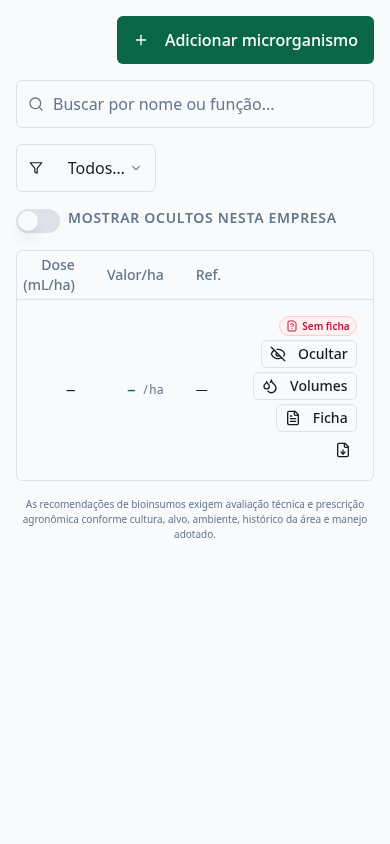 Adicionar microrganismo
Buscar por nome ou função...
Todos...
MOSTRAR OCULTOS NESTA EMPRESA
Dose (mL/ha) Valor/ha Ref.
Sem ficha
Ocultar
– – /ha —
Volumes
Ficha
As recomendações de bioinsumos exigem avaliação técnica e prescrição
agronômica conforme cultura, alvo, ambiente, histórico da área e manejo
adotado.